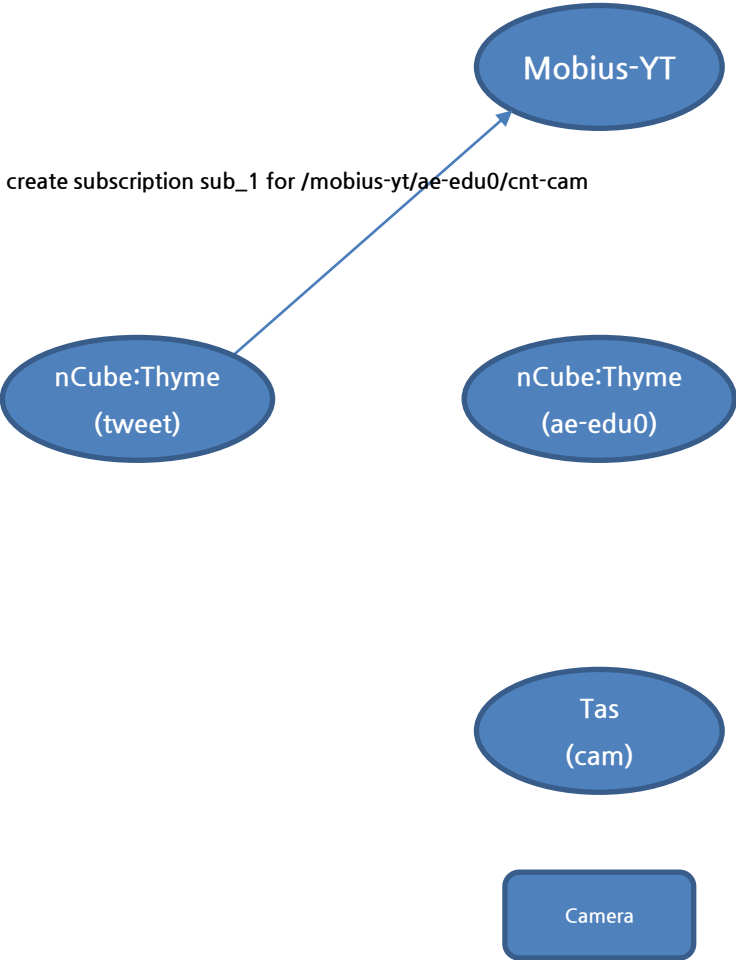 Mobius-YT
create subscription sub_1 for /mobius-yt/ae-edu0/cnt-cam
nCube:Thyme
(tweet)
nCube:Thyme
(ae-edu0)
Tas
(cam)
Camera